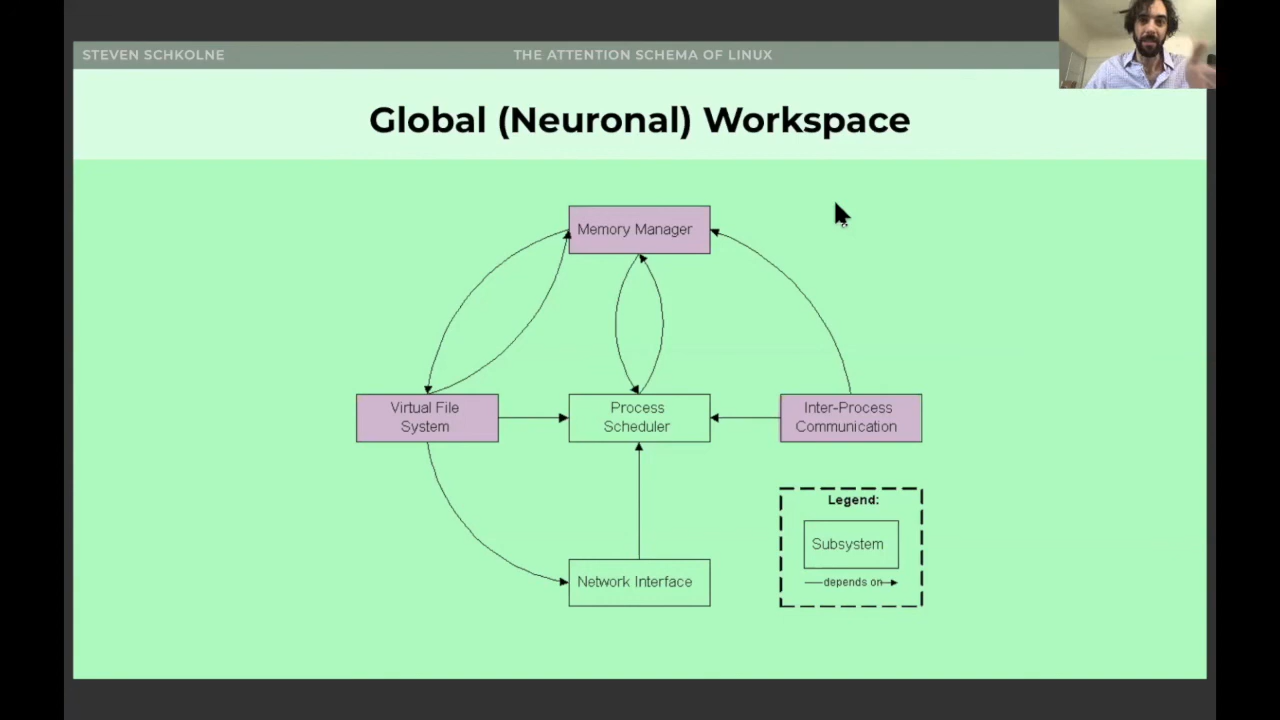 STEVEN SCHKOLNE
THE ATTENTION SCHEMA OF LINUX
Global (Neuronal) Workspace
Memory Manager
Virtual File
System
Process
Scheduler
Inter-Process
Communication
Legend:
Subsystem
depends on
Network Interface